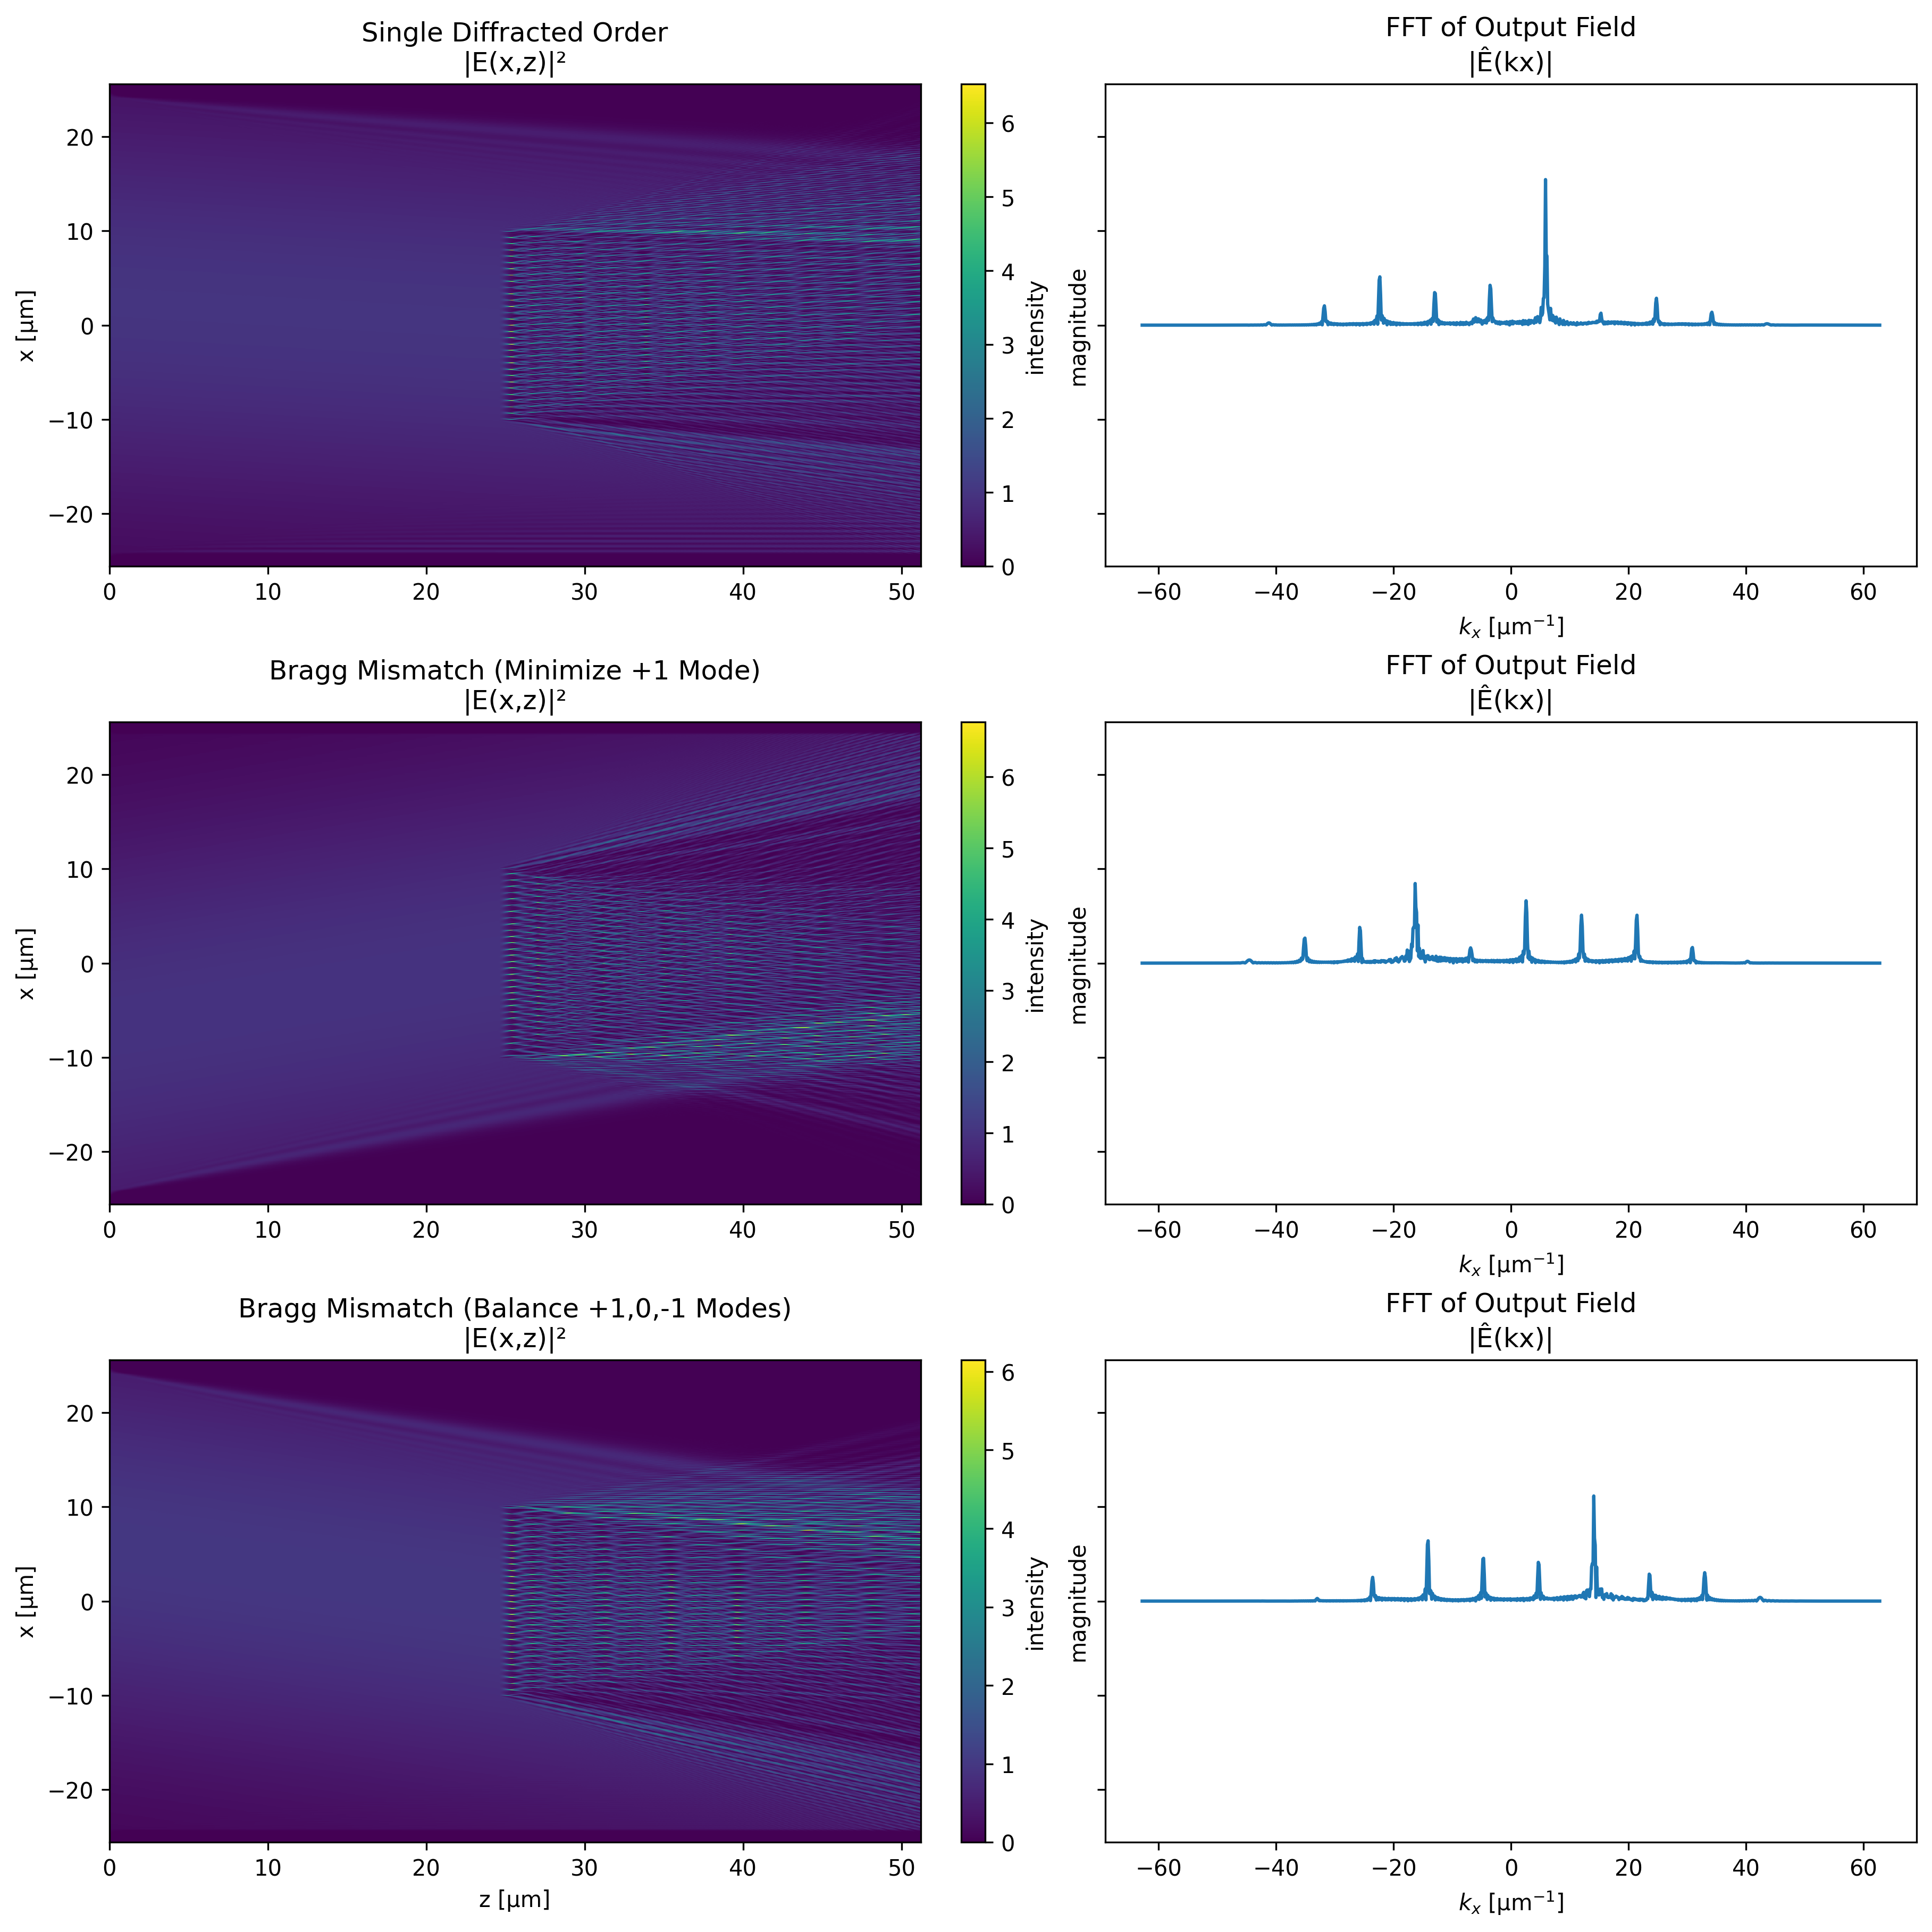 Single Diffracted Order
|E(x,z)|²
FFT of Output Field
|Ê(kx)|
x [μm]
20
10
0
−10
−20
0 10 20 30 40 50
6
5
4
3
2
1
0
intensity
magnitude
−60 −40 −20 0 20 40 60
kₓ [μm⁻¹]
Bragg Mismatch (Minimize +1 Mode)
|E(x,z)|²
FFT of Output Field
|Ê(kx)|
x [μm]
20
10
0
−10
−20
0 10 20 30 40 50
6
5
4
3
2
1
0
intensity
magnitude
−60 −40 −20 0 20 40 60
kₓ [μm⁻¹]
Bragg Mismatch (Balance +1,0,-1 Modes)
|E(x,z)|²
FFT of Output Field
|Ê(kx)|
x [μm]
20
10
0
−10
−20
0 10 20 30 40 50
z [μm]
6
5
4
3
2
1
0
intensity
magnitude
−60 −40 −20 0 20 40 60
kₓ [μm⁻¹]